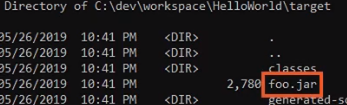 Directory of C:\dev\workspace\HelloWorld\target
05/26/2019 10:41 PM <DIR> .
05/26/2019 10:41 PM <DIR> ..
05/26/2019 10:41 PM <DIR> classes
05/26/2019 10:41 PM 2,780 foo.jar
05/26/2019 10:41 PM <DIR>